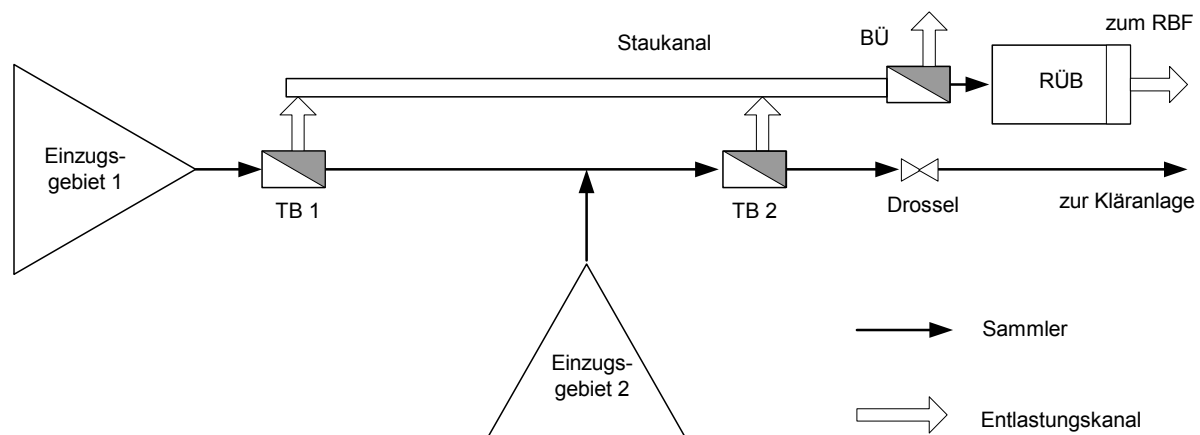 zum RBF
Staukanal
BÜ
RÜB
Einzugs-
gebiet 1
TB 1
TB 2
Drossel
zur Kläranlage
Sammler
Einzugs-
gebiet 2
Entlastungskanal